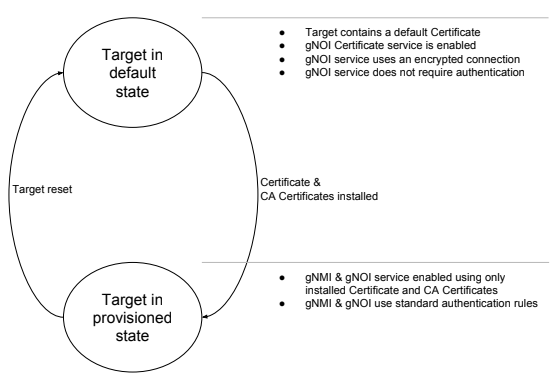 Target in
default
state
● Target contains a default Certificate
● gNOI Certificate service is enabled
● gNOI service uses an encrypted connection
● gNOI service does not require authentication
Target reset
Certificate &
CA Certificates installed
Target in
provisioned
state
● gNMI & gNOI service enabled using only
installed Certificate and CA Certificates
● gNMI & gNOI use standard authentication rules